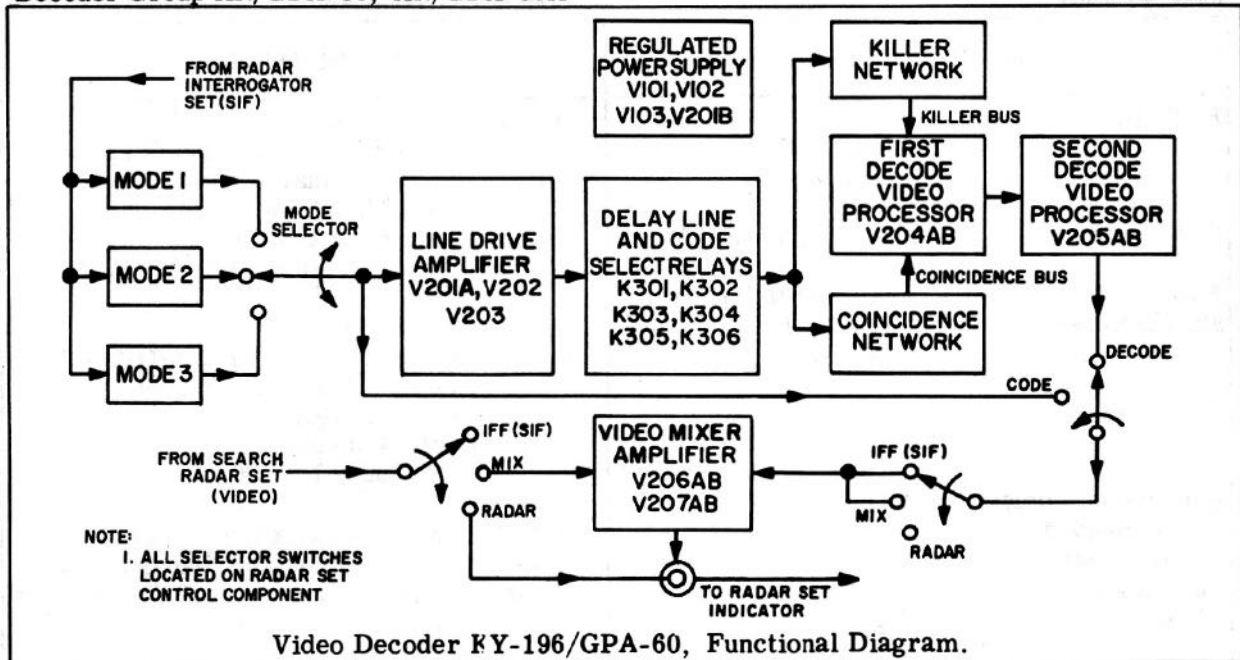 FROM RADAR
INTERROGATOR
SET(SIF)
MODE 1
MODE 2
MODE 3
MODE
SELECTOR
LINE DRIVE
AMPLIFIER
V201A, V202
V203
REGULATED
POWER SUPPLY
V101, V102
V103, V201B
DELAY LINE
AND CODE
SELECT RELAYS
K301, K302
K303, K304
K305, K306
KILLER
NETWORK
KILLER BUS
FIRST
DECODE
VIDEO
PROCESSOR
V204AB
SECOND
DECODE
VIDEO
PROCESSOR
V205AB
COINCIDENCE BUS
COINCIDENCE
NETWORK
DECODE
CODE
FROM SEARCH
RADAR SET
(VIDEO)
IFF (SIF)
MIX
RADAR
VIDEO MIXER
AMPLIFIER
V206AB
V207AB
IFF (SIF)
MIX
RADAR
NOTE:
1. ALL SELECTOR SWITCHES
LOCATED ON RADAR SET
CONTROL COMPONENT
TO RADAR SET
INDICATOR
Video Decoder KY-196/GPA-60, Functional Diagram.